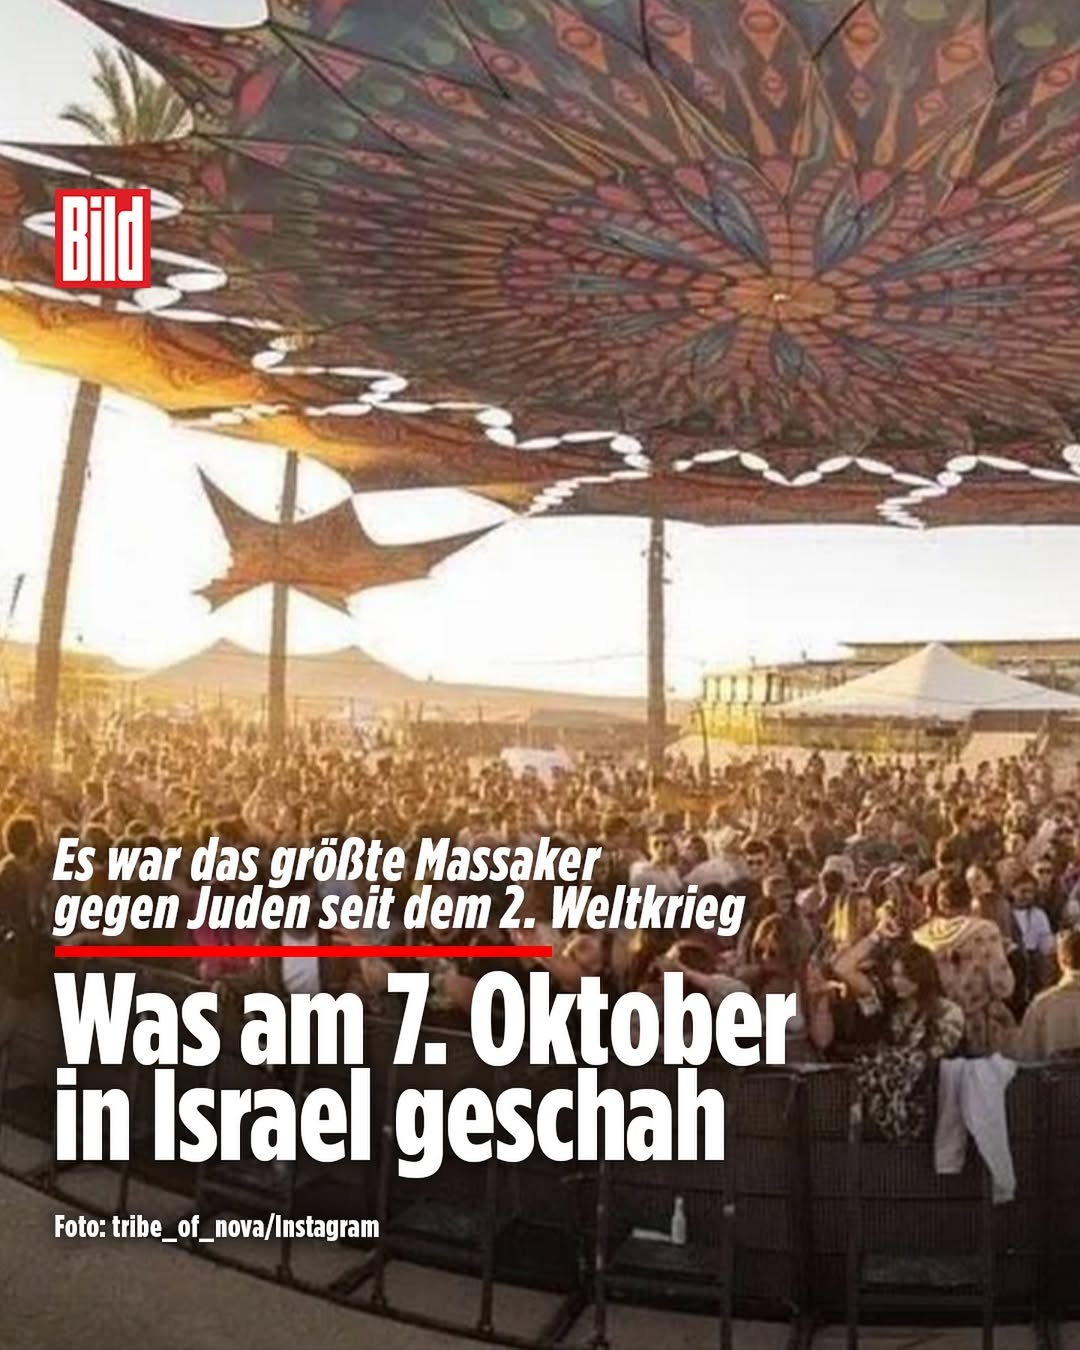 Bild
Es war das größte Massaker
gegen Juden seit dem 2. Weltkrieg
Was am 7. Oktober
in Israel geschah
Foto: tribe_of_nova/Instagram